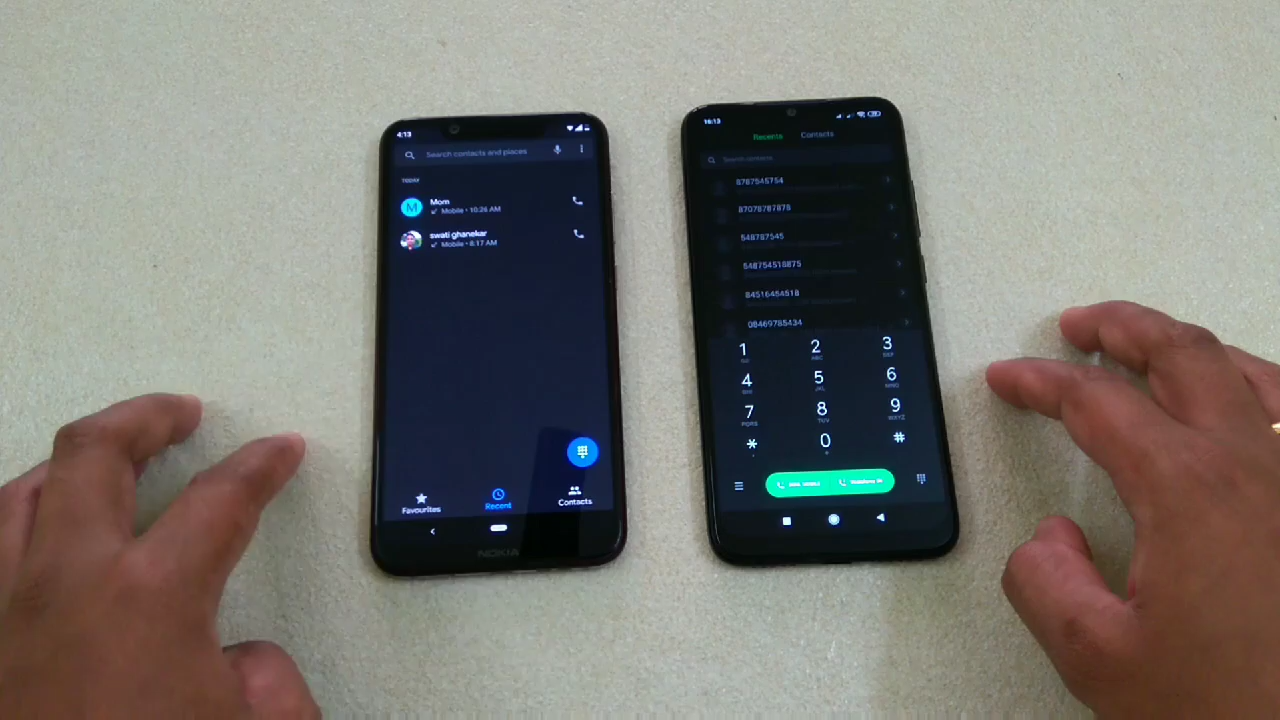 4:13
Search contacts and places
TODAY
M
Mom
Mobile • 10:26 AM
swati ghanekar
Mobile • 8:17 AM
Favourites
Recent
Contacts
NOKIA
16:13
Recents
Contacts
Search contacts
8787545754
87078787878
548787545
548754518875
84516454518
08469785434
1
2
ABC
3
DEF
4
GHI
5
JKL
6
MNO
7
PQRS
8
TUV
9
WXYZ
*
0
+
#